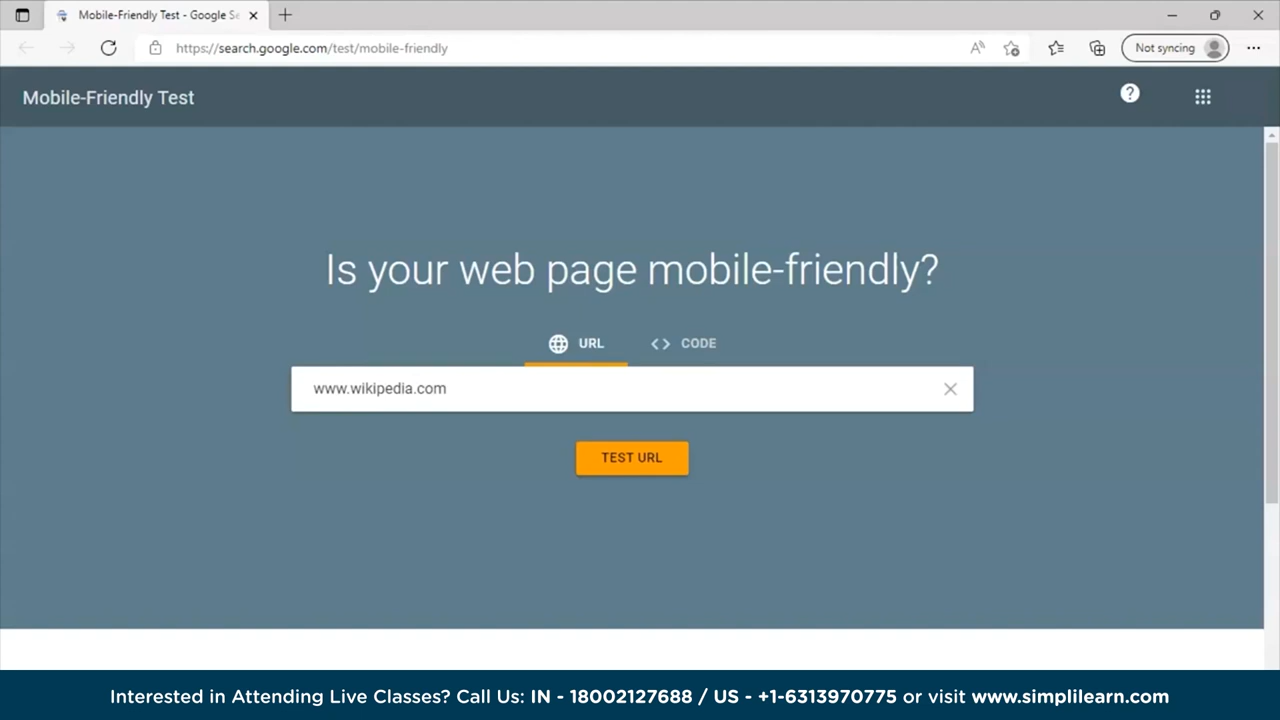 Mobile-Friendly Test - Google Se
https://search.google.com/test/mobile-friendly
Not syncing
Mobile-Friendly Test
Is your web page mobile-friendly?
URL
CODE
www.wikipedia.com
TEST URL
Interested in Attending Live Classes? Call Us: IN - 18002127688 / US - +1-6313970775 or visit www.simplilearn.com